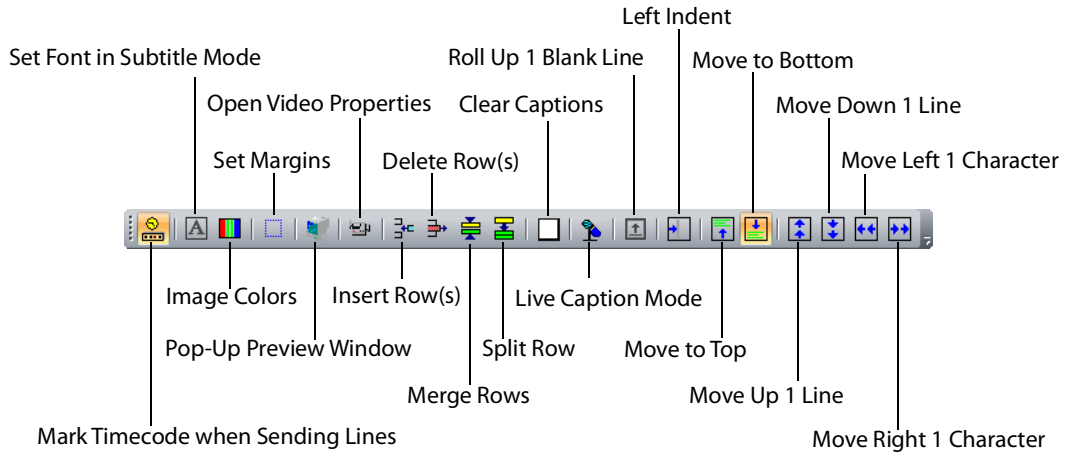 Left Indent
Set Font in Subtitle Mode
Roll Up 1 Blank Line
Move to Bottom
Open Video Properties
Clear Captions
Move Down 1 Line
Set Margins
Delete Row(s)
Move Left 1 Character
A
Image Colors
Insert Row(s)
Live Caption Mode
Pop-Up Preview Window
Split Row
Move to Top
Merge Rows
Move Up 1 Line
Mark Timecode when Sending Lines
Move Right 1 Character